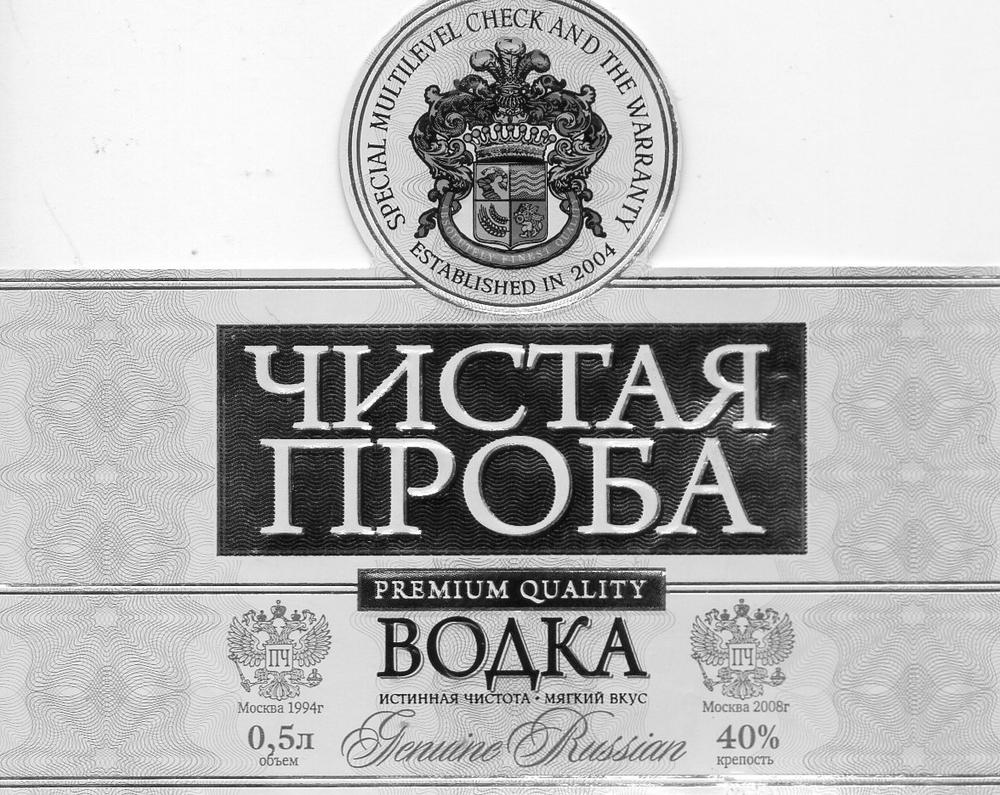 SPECIAL MULTILEVEL CHECK AND THE WARRANTY
FINEST
ESTABLISHED IN 2004
ЧИСТАЯ
ПРОБА
PREMIUM QUALITY
ВОДКА
ИСТИННАЯ ЧИСТОТА • МЯГКИЙ ВКУС
ПЧ
Москва 1994г
0,5л
объем
Genuine Russian
ПЧ
Москва 2008г
40%
крепость